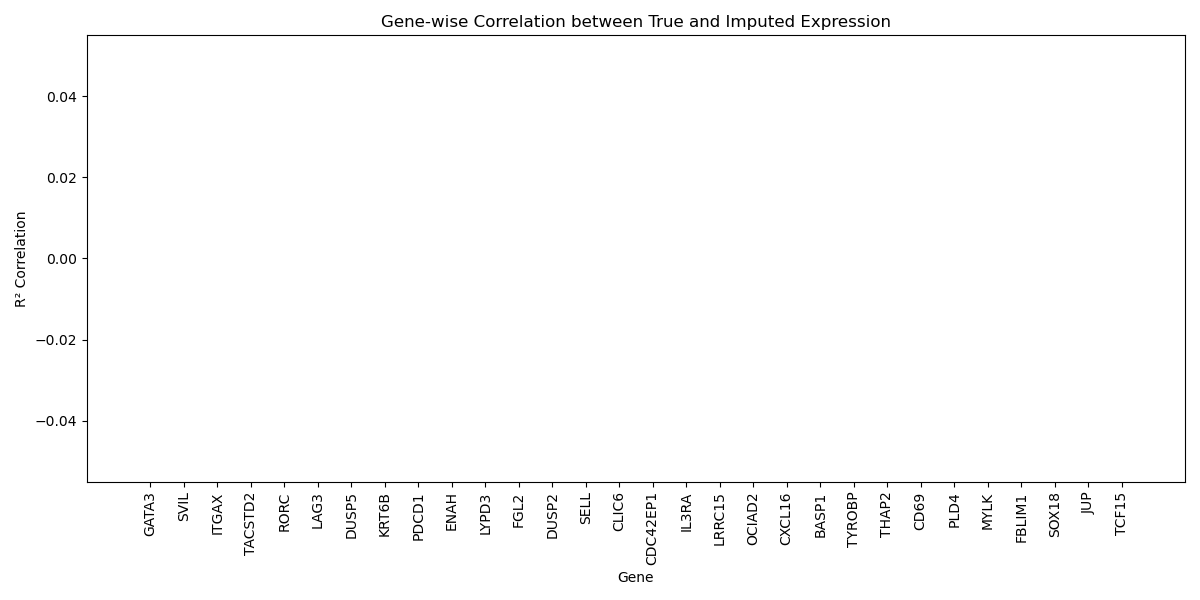 Gene-wise Correlation between True and Imputed Expression
R² Correlation
0.04
0.02
0.00
−0.02
−0.04
GATA3
SVIL
ITGAX
TACSTD2
RORC
LAG3
DUSP5
KRT6B
PDCD1
ENAH
LYPD3
FGL2
DUSP2
SELL
CLIC6
CDC42EP1
IL3RA
LRRC15
OCIAD2
CXCL16
BASP1
TYROBP
THAP2
CD69
PLD4
MYLK
FBLIM1
SOX18
JUP
TCF15
Gene